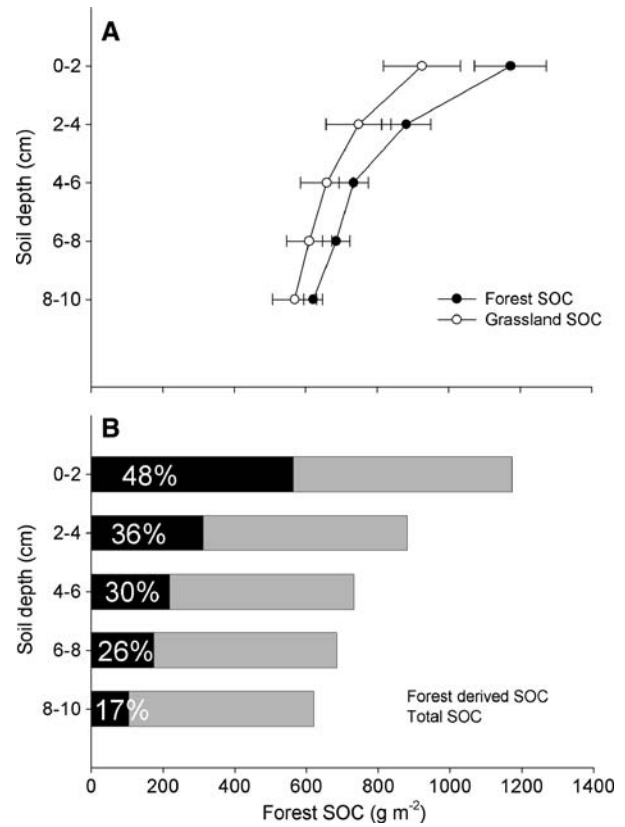 A
0-2
2-4
4-6
6-8
8-10
Soil depth (cm)
Forest SOC
Grassland SOC
B
0-2
48%
2-4
36%
4-6
30%
6-8
26%
8-10
17%
Soil depth (cm)
Forest derived SOC
Total SOC
0 200 400 600 800 1000 1200 1400
Forest SOC (g m-2)